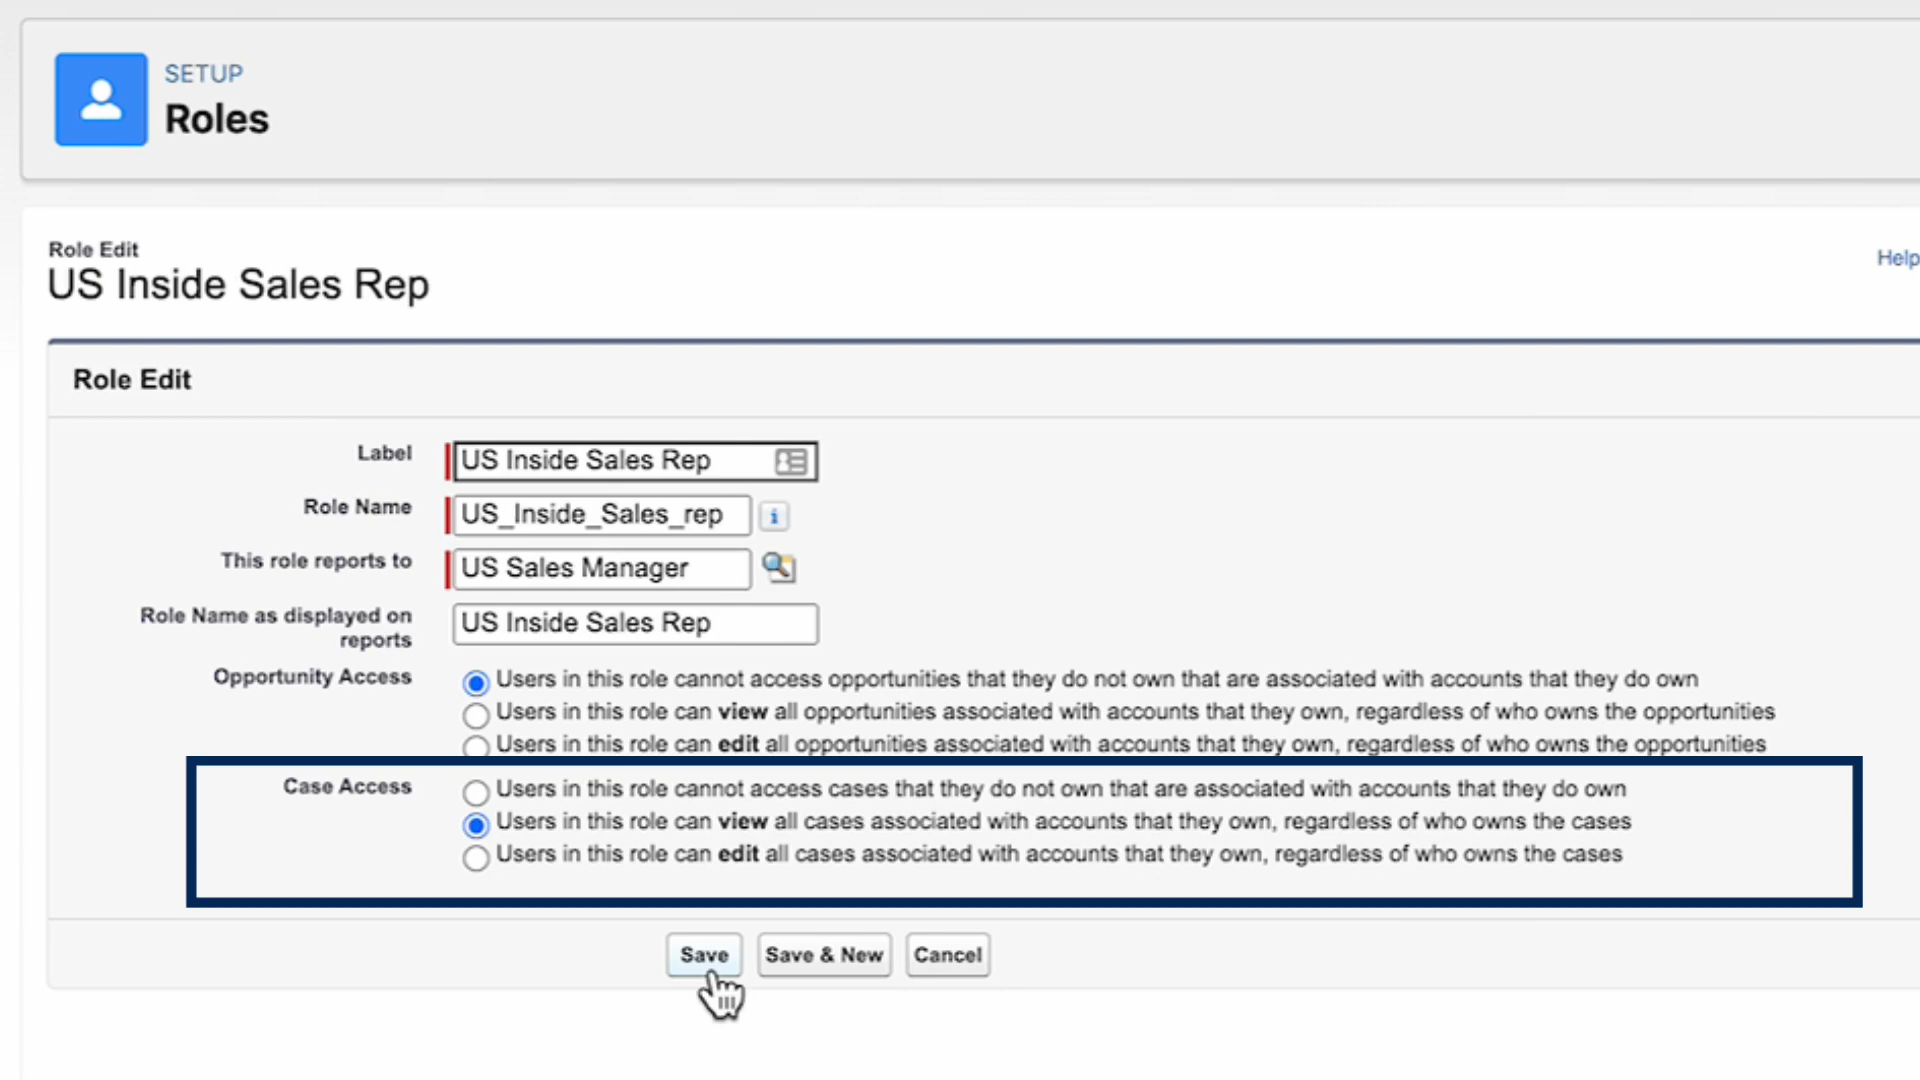 SETUP
Roles
Role Edit
US Inside Sales Rep
Help
Role Edit
Label
US Inside Sales Rep
Role Name
US_Inside_Sales_rep
This role reports to
US Sales Manager
Role Name as displayed on
reports
US Inside Sales Rep
Opportunity Access
Users in this role cannot access opportunities that they do not own that are associated with accounts that they do own
Users in this role can view all opportunities associated with accounts that they own, regardless of who owns the opportunities
Users in this role can edit all opportunities associated with accounts that they own, regardless of who owns the opportunities
Case Access
Users in this role cannot access cases that they do not own that are associated with accounts that they do own
Users in this role can view all cases associated with accounts that they own, regardless of who owns the cases
Users in this role can edit all cases associated with accounts that they own, regardless of who owns the cases
Save
Save & New
Cancel